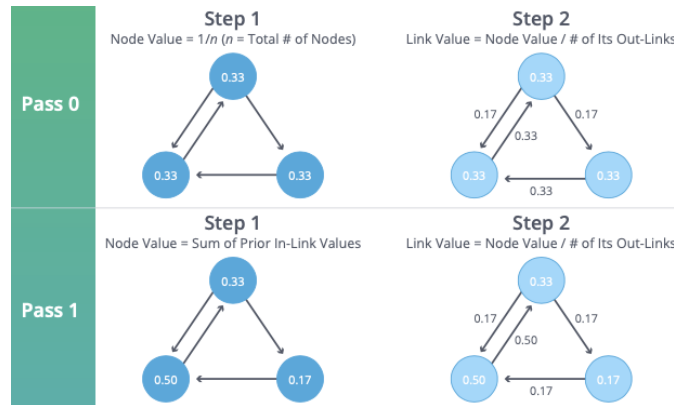 Step 1
Node Value = 1/n (n = Total # of Nodes)
Step 2
Link Value = Node Value / # of Its Out-Links
Pass 0
0.33
0.33
0.33
0.33
0.17
0.17
0.33
0.33
0.33
0.33
Step 1
Node Value = Sum of Prior In-Link Values
Step 2
Link Value = Node Value / # of Its Out-Links
Pass 1
0.33
0.50
0.17
0.33
0.17
0.17
0.50
0.50
0.17
0.17